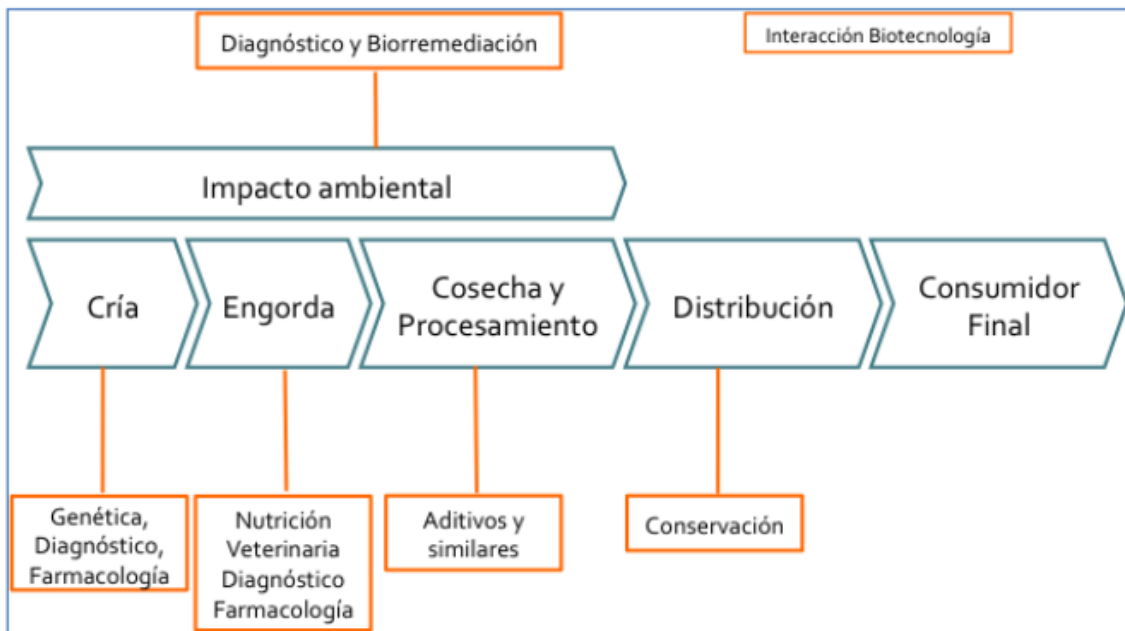 Diagnóstico y Biorremediación
Interacción Biotecnología
Impacto ambiental
Cría
Engorda
Cosecha y
Procesamiento
Distribución
Consumidor
Final
Genética,
Diagnóstico,
Farmacología
Nutrición
Veterinaria
Diagnóstico
Farmacología
Aditivos y
similares
Conservación